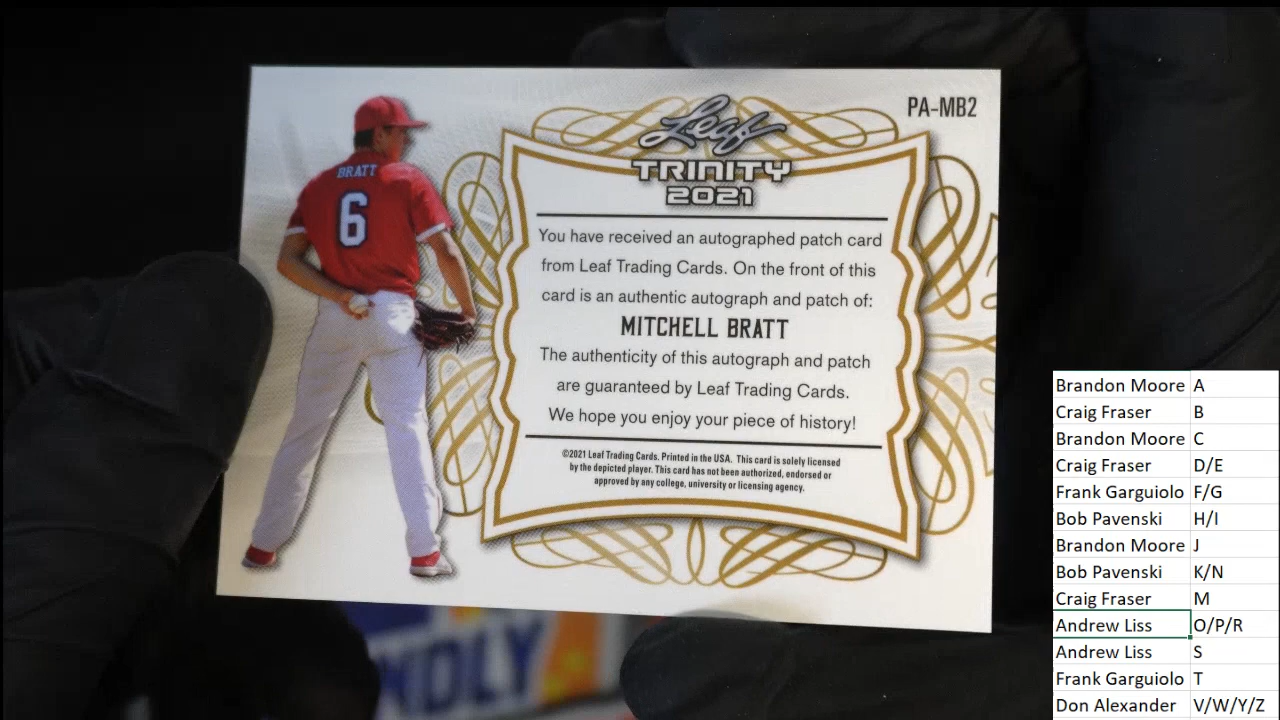 BRATT
6
PA-MB2
Leaf
TRINITY
2021
You have received an autographed patch card
from Leaf Trading Cards. On the front of this
card is an authentic autograph and patch of:
MITCHELL BRATT
The authenticity of this autograph and patch
are guaranteed by Leaf Trading Cards.
We hope you enjoy your piece of history!
©2021 Leaf Trading Cards. Printed in the USA. This card is solely licensed
by the depicted player. This card has not been authorized, endorsed or
approved by any college, university or licensing agency.
Brandon Moore A
Craig Fraser B
Brandon Moore C
Craig Fraser D/E
Frank Garguiolo F/G
Bob Pavenski H/I
Brandon Moore J
Bob Pavenski K/N
Craig Fraser M
Andrew Liss O/P/R
Andrew Liss S
Frank Garguiolo T
Don Alexander V/W/Y/Z